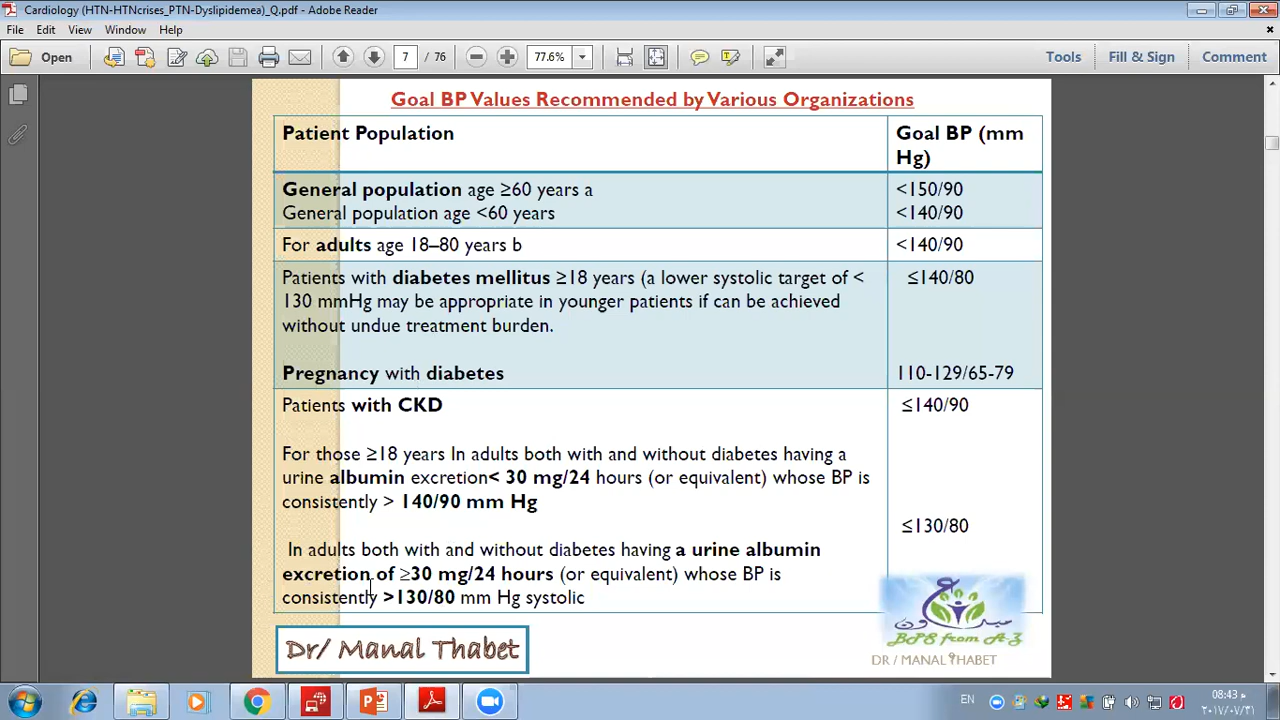 Cardiology (HTN-HTNcrises_PTN-Dyslipidemea)_Q.pdf - Adobe Reader
File Edit View Window Help
Open 7 / 76 77.6% Tools Fill & Sign Comment
Goal BP Values Recommended by Various Organizations
Patient Population
Goal BP (mm
Hg)
General population age ≥60 years a
<150/90
General population age <60 years
<140/90
For adults age 18–80 years b
<140/90
Patients with diabetes mellitus ≥18 years (a lower systolic target of <
≤140/80
130 mmHg may be appropriate in younger patients if can be achieved
without undue treatment burden.
Pregnancy with diabetes
110-129/65-79
Patients with CKD
≤140/90
For those ≥18 years In adults both with and without diabetes having a
urine albumin excretion< 30 mg/24 hours (or equivalent) whose BP is
consistently > 140/90 mm Hg
≤130/80
In adults both with and without diabetes having a urine albumin
excretion of ≥30 mg/24 hours (or equivalent) whose BP is
consistently >130/80 mm Hg systolic
Dr/ Manal Thabet
BPS from A-Z
DR / MANAL THABET
EN
08:43 م
٢٠١٧/٠٧/٣١